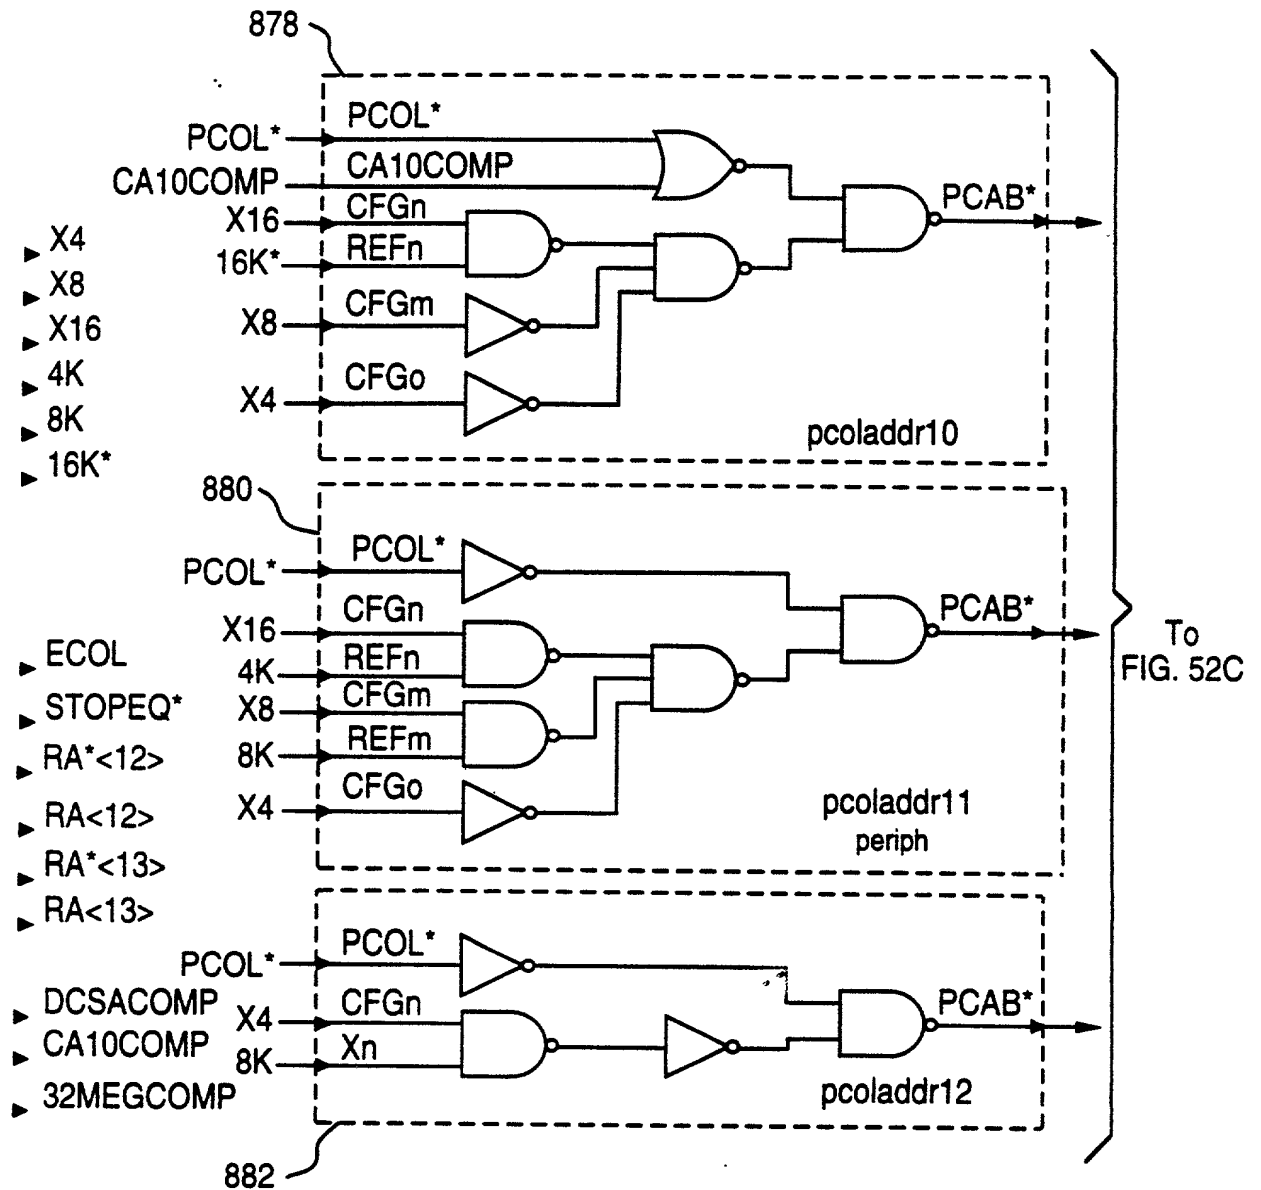 878
PCOL*
PCOL*
CA10COMP
CA10COMP
X16
CFGn
16K*
REFn
X8
CFGm
X4
CFGo
PCAB*
pcoladdr10
X4
X8
X16
4K
8K
16K*
880
PCOL*
PCOL*
X16
CFGn
4K
REFn
X8
CFGm
8K
REFm
X4
CFGo
PCAB*
pcoladdr11
periph
To
FIG. 52C
ECOL
STOPEQ*
RA*<12>
RA<12>
RA*<13>
RA<13>
PCOL*
PCOL*
X4
CFGn
8K
Xn
PCAB*
pcoladdr12
DCSACOMP
CA10COMP
32MEGCOMP
882